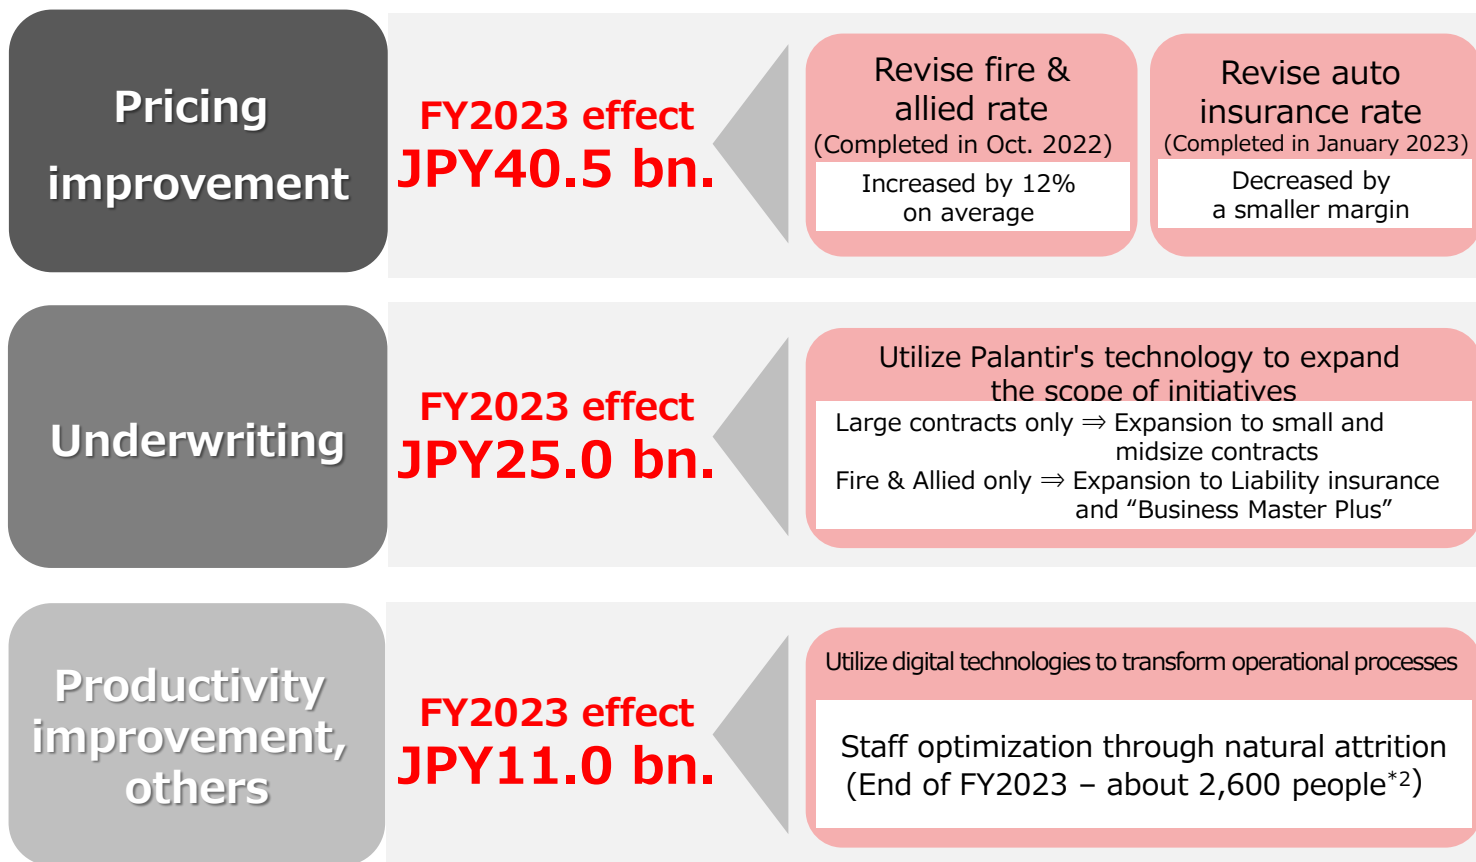 Pricing
improvement
FY2023 effect
JPY40.5 bn.
Revise fire &
allied rate
(Completed in Oct. 2022)
Increased by 12%
on average
Revise auto
insurance rate
(Completed in January 2023)
Decreased by
a smaller margin
Underwriting
FY2023 effect
JPY25.0 bn.
Utilize Palantir's technology to expand
the scope of initiatives
Large contracts only ⇒ Expansion to small and
midsize contracts
Fire & Allied only ⇒ Expansion to Liability insurance
and “Business Master Plus”
Productivity
improvement,
others
FY2023 effect
JPY11.0 bn.
Utilize digital technologies to transform operational processes
Staff optimization through natural attrition
(End of FY2023 – about 2,600 people*2)